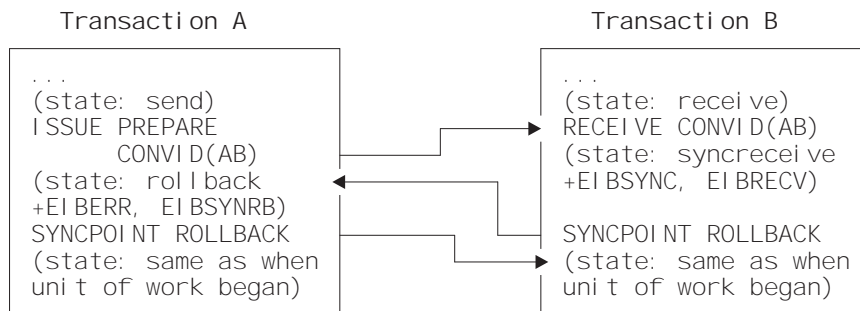 Transaction A
...
(state: send)
ISSUE PREPARE
CONVID(AB)
(state: rollback
+EIBERR, EIBSYNRB)
SYNCPOINT ROLLBACK
(state: same as when
unit of work began)
Transaction B
...
(state: receive)
RECEIVE CONVID(AB)
(state: syncreceive
+EIBSYNC, EIBRECV)
SYNCPOINT ROLLBACK
(state: same as when
unit of work began)